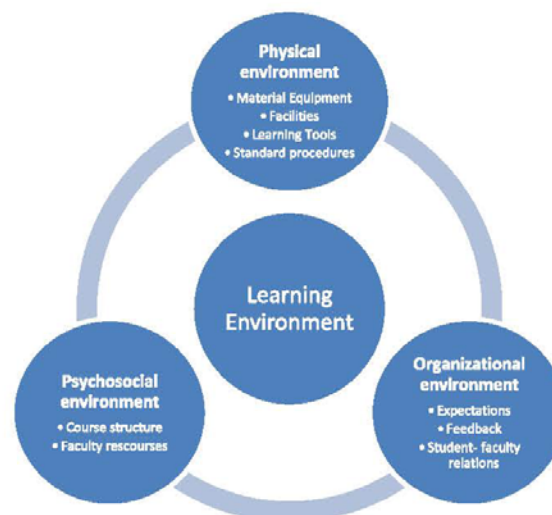 Physical
environment
• Material Equipment
• Facilities
• Learning Tools
• Standard procedures
Learning
Environment
Psychosocial
environment
• Course structure
• Faculty rescourses
Organizational
environment
• Expectations
• Feedback
• Student- faculty
relations